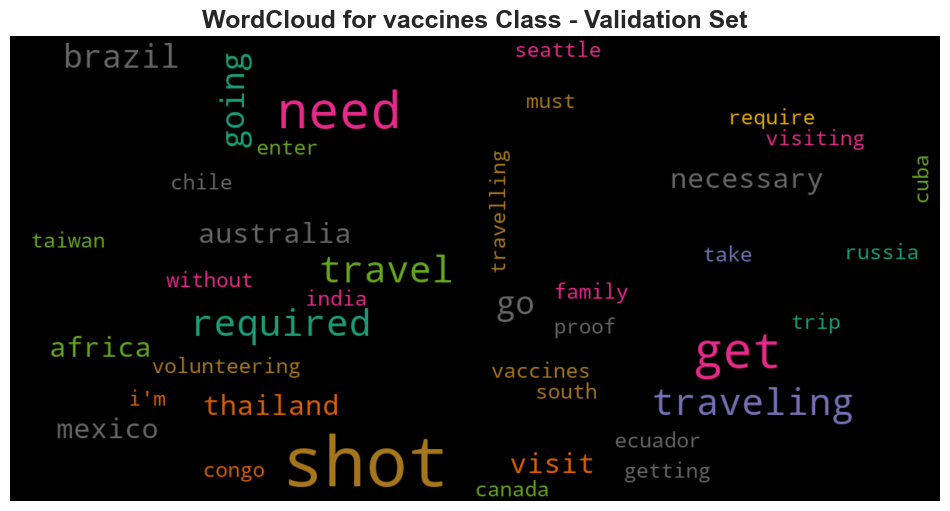 WordCloud for vaccines Class - Validation Set
brazil
going
need
enter
seattle
must
require
visiting
chile
necessary
cuba
travelling
taiwan
australia
travel
without
india
take
russia
go
family
proof
trip
required
africa
volunteering
get
vaccines
south
i'm
thailand
traveling
mexico
shot
congo
visit
ecuador
getting
canada